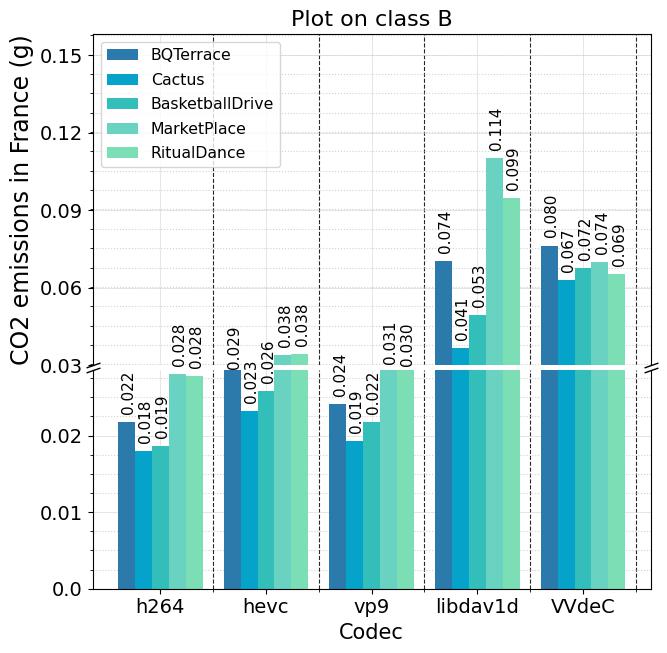 Plot on class B
CO2 emissions in France (g)
0.15
0.12
0.09
0.06
0.03
0.02
0.01
0.0
BQTerrace
Cactus
BasketballDrive
MarketPlace
RitualDance
0.022
0.018
0.019
0.028
0.028
0.029
0.023
0.026
0.038
0.038
0.024
0.019
0.022
0.031
0.030
0.074
0.041
0.053
0.114
0.099
0.080
0.067
0.072
0.074
0.069
h264
hevc
vp9
libdav1d
VVdeC
Codec